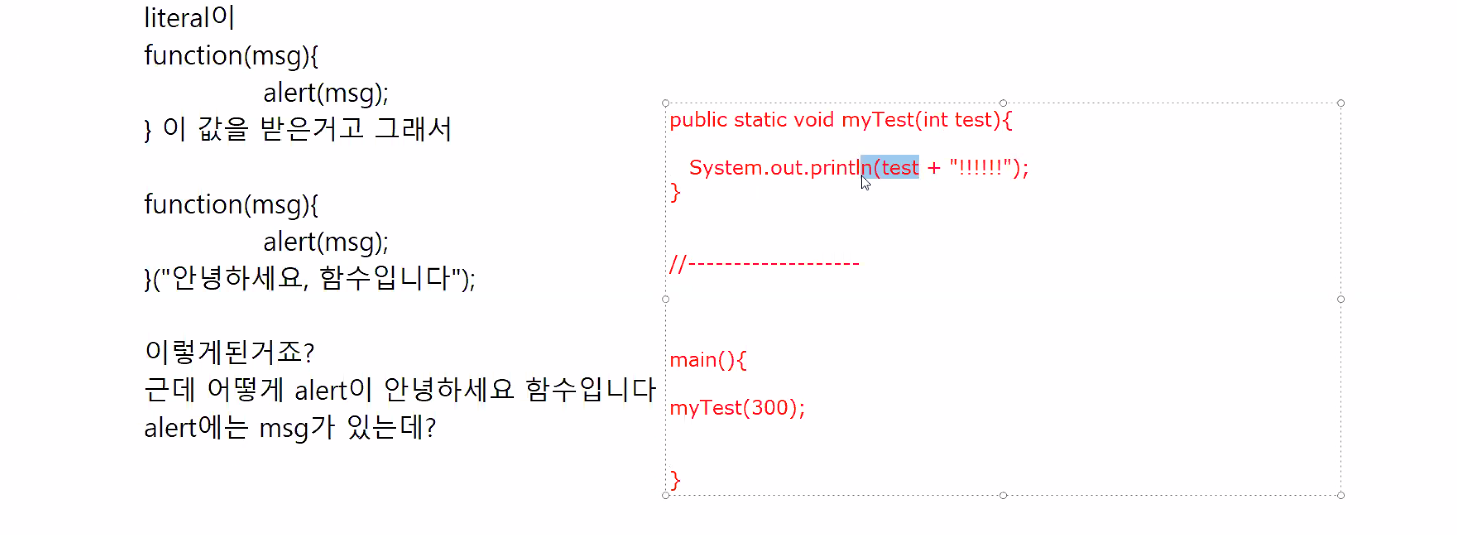 literal이
function(msg){
alert(msg);
} 이 값을 받은거고 그래서
function(msg){
alert(msg);
}("안녕하세요, 함수입니다");
이렇게된거죠?
근데 어떻게 alert이 안녕하세요 함수입니다
alert에는 msg가 있는데?
public static void myTest(int test){
System.out.println(test + "!!!!!!");
}
//-------------------
main(){
myTest(300);
}